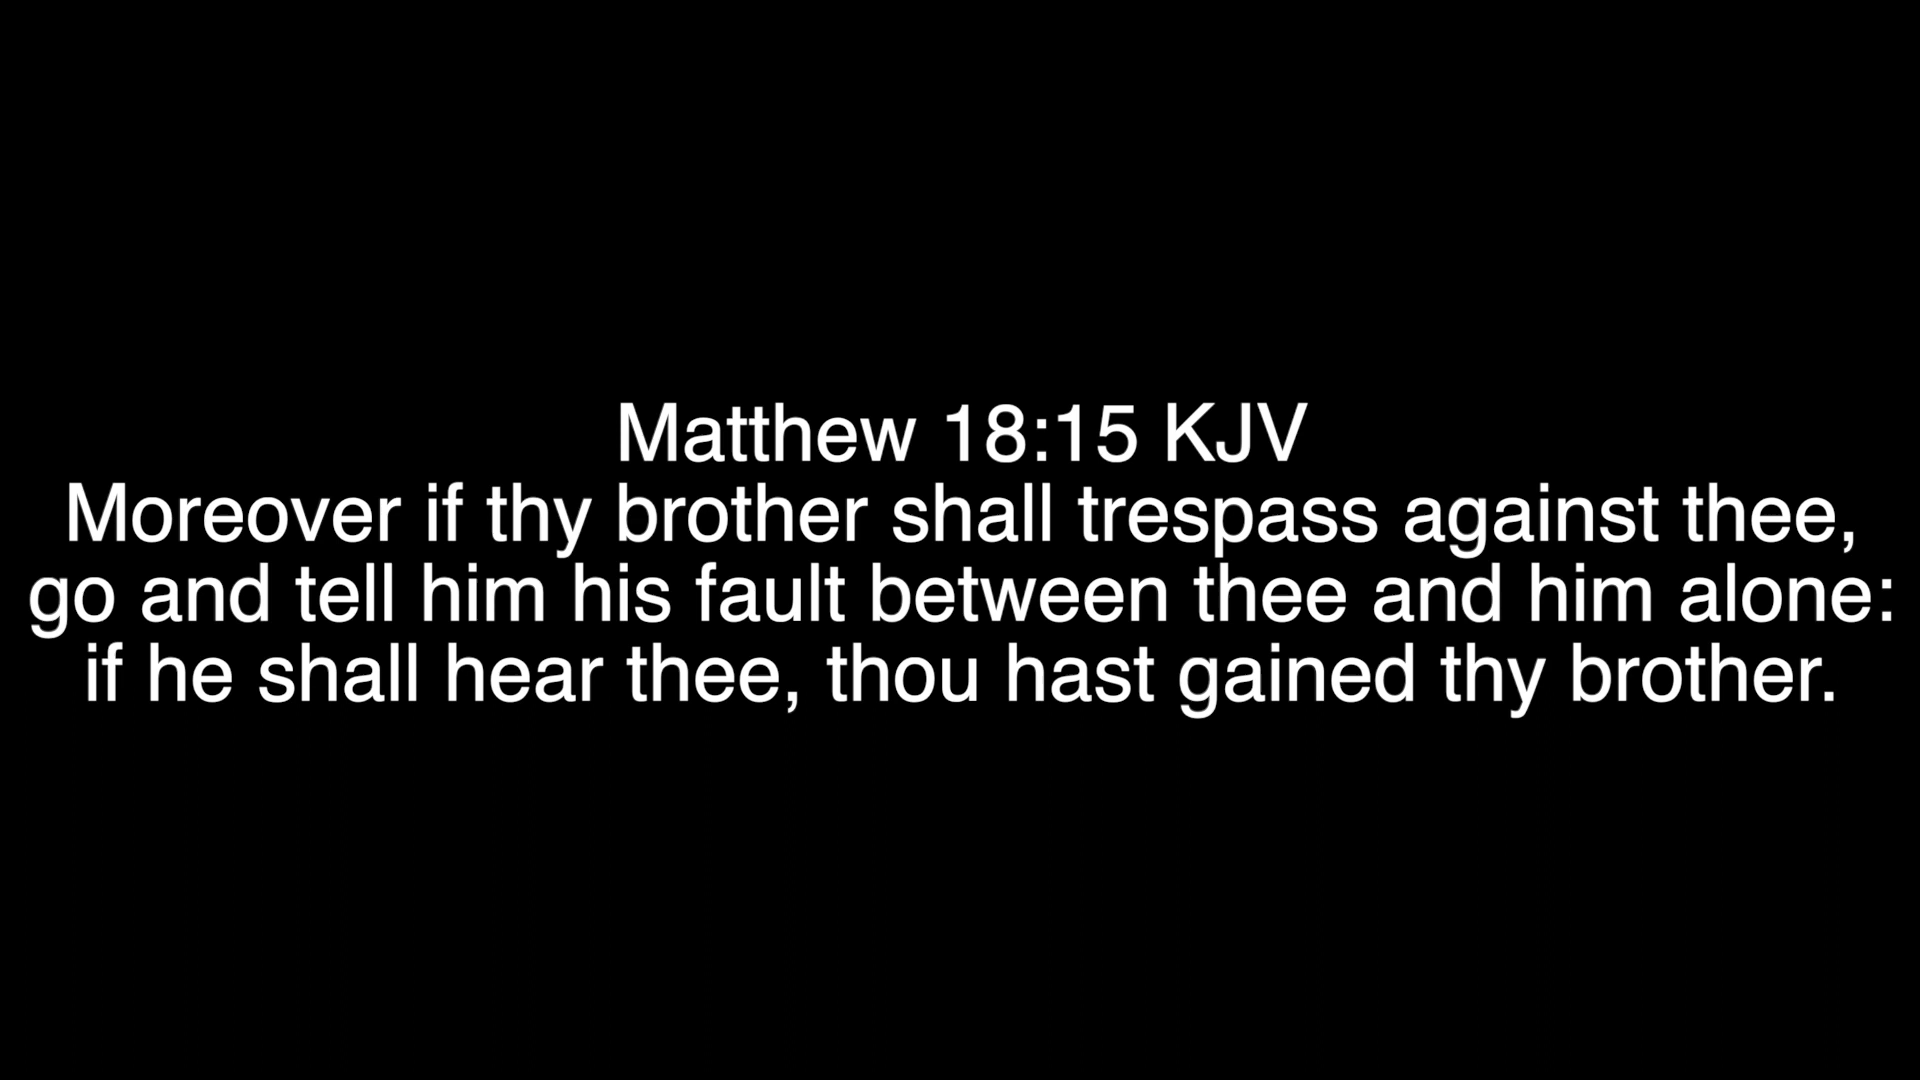 Matthew 18:15 KJV
Moreover if thy brother shall trespass against thee,
go and tell him his fault between thee and him alone:
if he shall hear thee, thou hast gained thy brother.